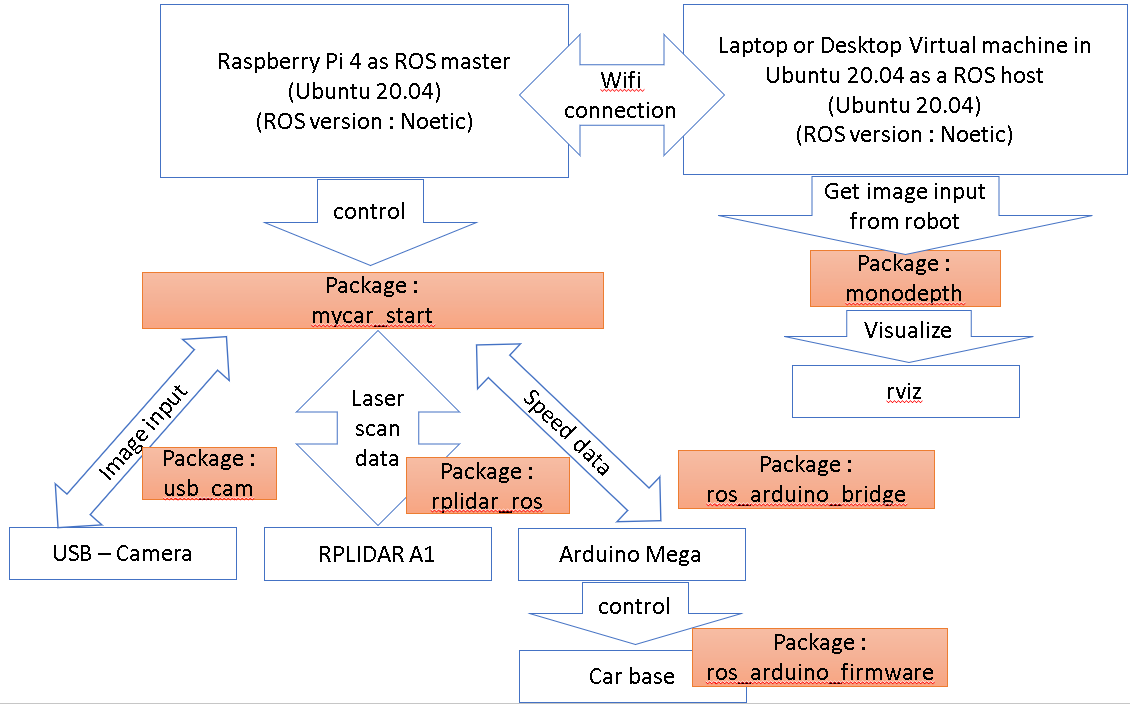 Raspberry Pi 4 as ROS master
(Ubuntu 20.04)
(ROS version : Noetic)
Wifi
connection
Laptop or Desktop Virtual machine in
Ubuntu 20.04 as a ROS host
(Ubuntu 20.04)
(ROS version : Noetic)
control
Get image input
from robot
Package :
mycar_start
Package :
monodepth
Visualize
rviz
Image input
Laser
scan
data
Speed data
Package :
usb_cam
Package :
rplidar_ros
Package :
ros_arduino_bridge
USB – Camera
RPLIDAR A1
Arduino Mega
control
Package :
ros_arduino_firmware
Car base